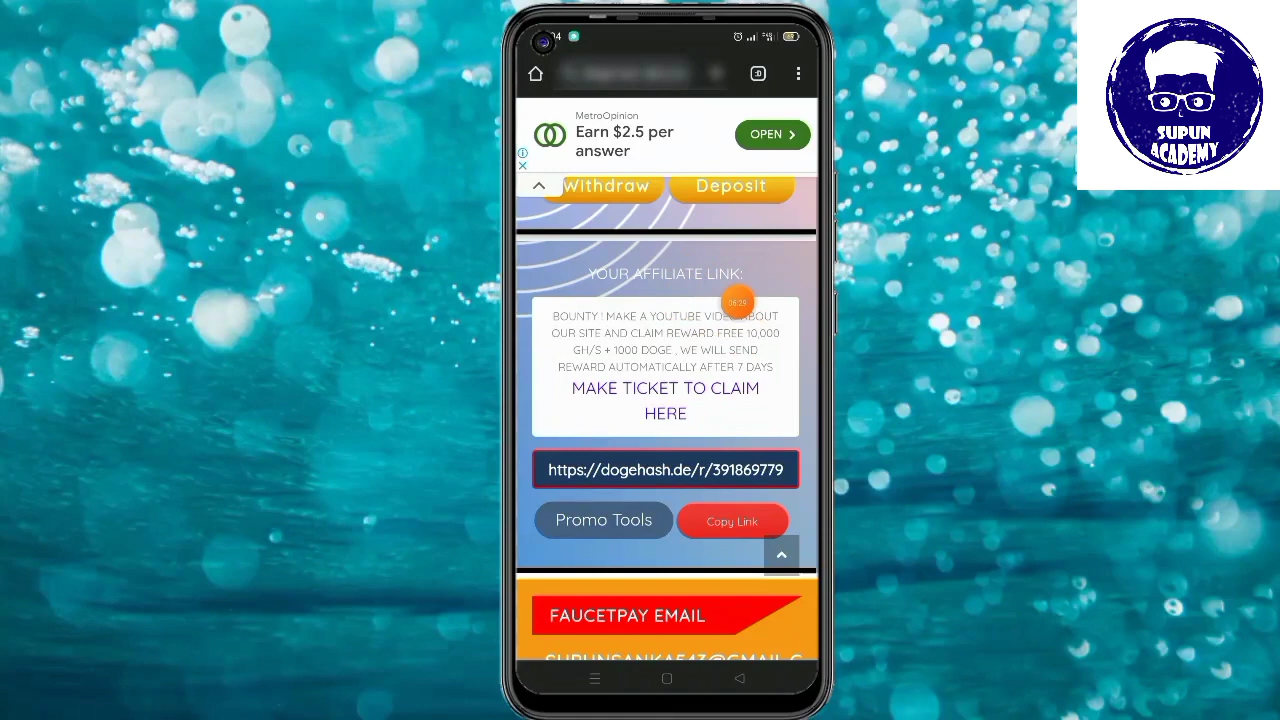 MetroOpinion
Earn $2.5 per
answer
OPEN
Withdraw
Deposit
YOUR AFFILIATE LINK:
06:29
BOUNTY ! MAKE A YOUTUBE VIDEO ABOUT
OUR SITE AND CLAIM REWARD FREE 10,000
GH/S + 1000 DOGE , WE WILL SEND
REWARD AUTOMATICALLY AFTER 7 DAYS
MAKE TICKET TO CLAIM
HERE
https://dogehash.de/r/391869779
Promo Tools
Copy Link
FAUCETPAY EMAIL
SUPUN
ACADEMY